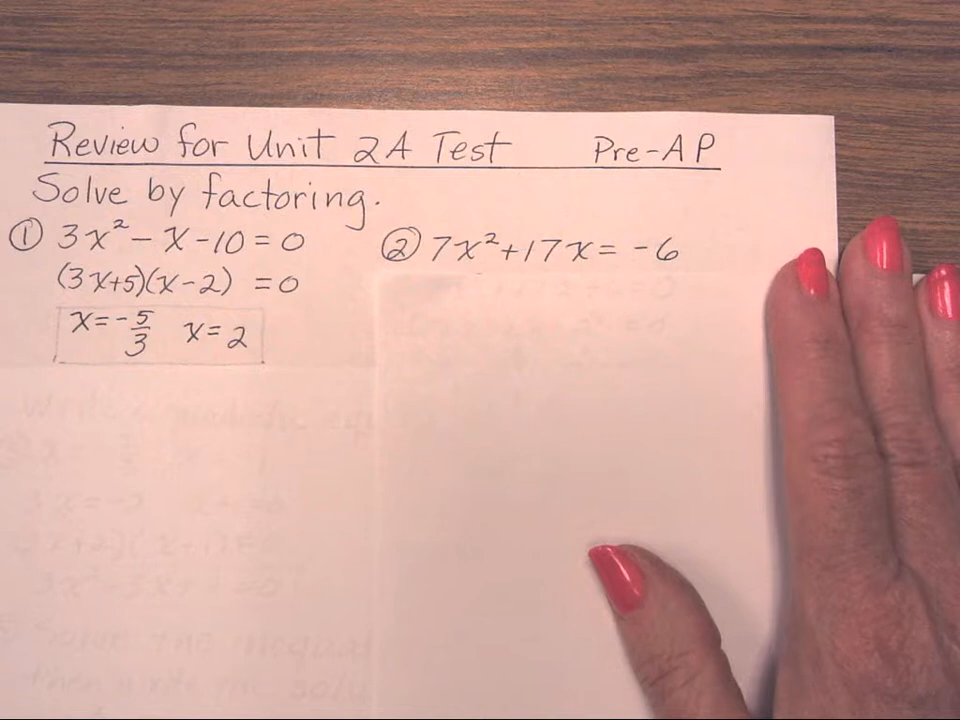 Review for Unit 2A Test Pre-AP
Solve by factoring.
① 3x² - x - 10 = 0
(3x+5)(x-2) = 0
x = -5/3 x = 2
② 7x² + 17x = -6